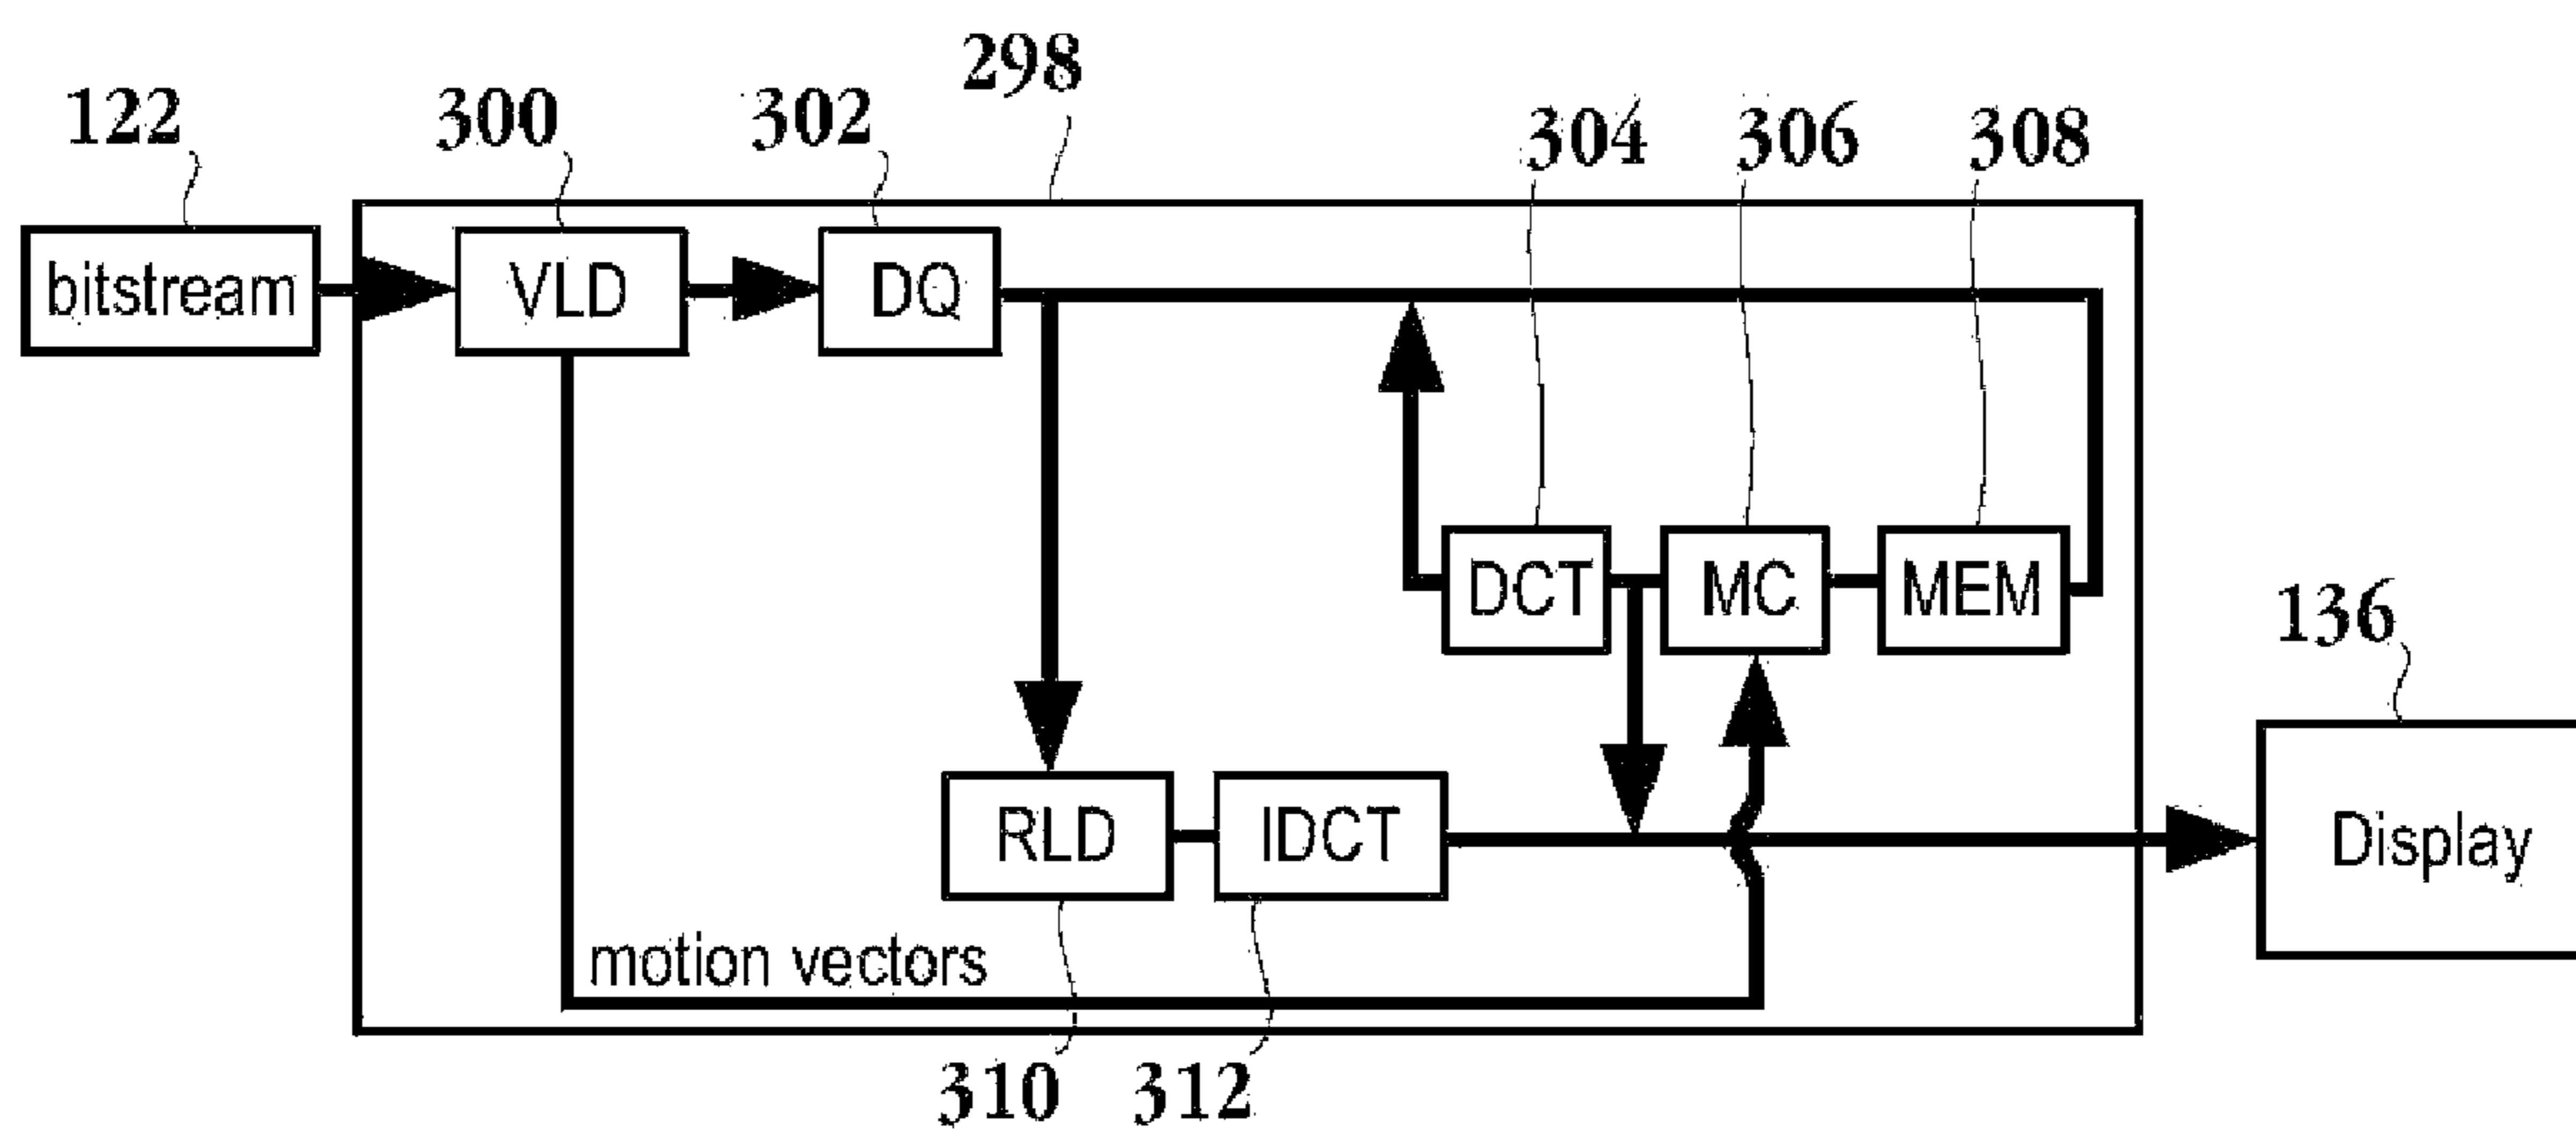 298
122
300
302
304
306
308
bitstream
VLD
DQ
DCT
MC
MEM
136
RLD
IDCT
Display
motion vectors
310
312